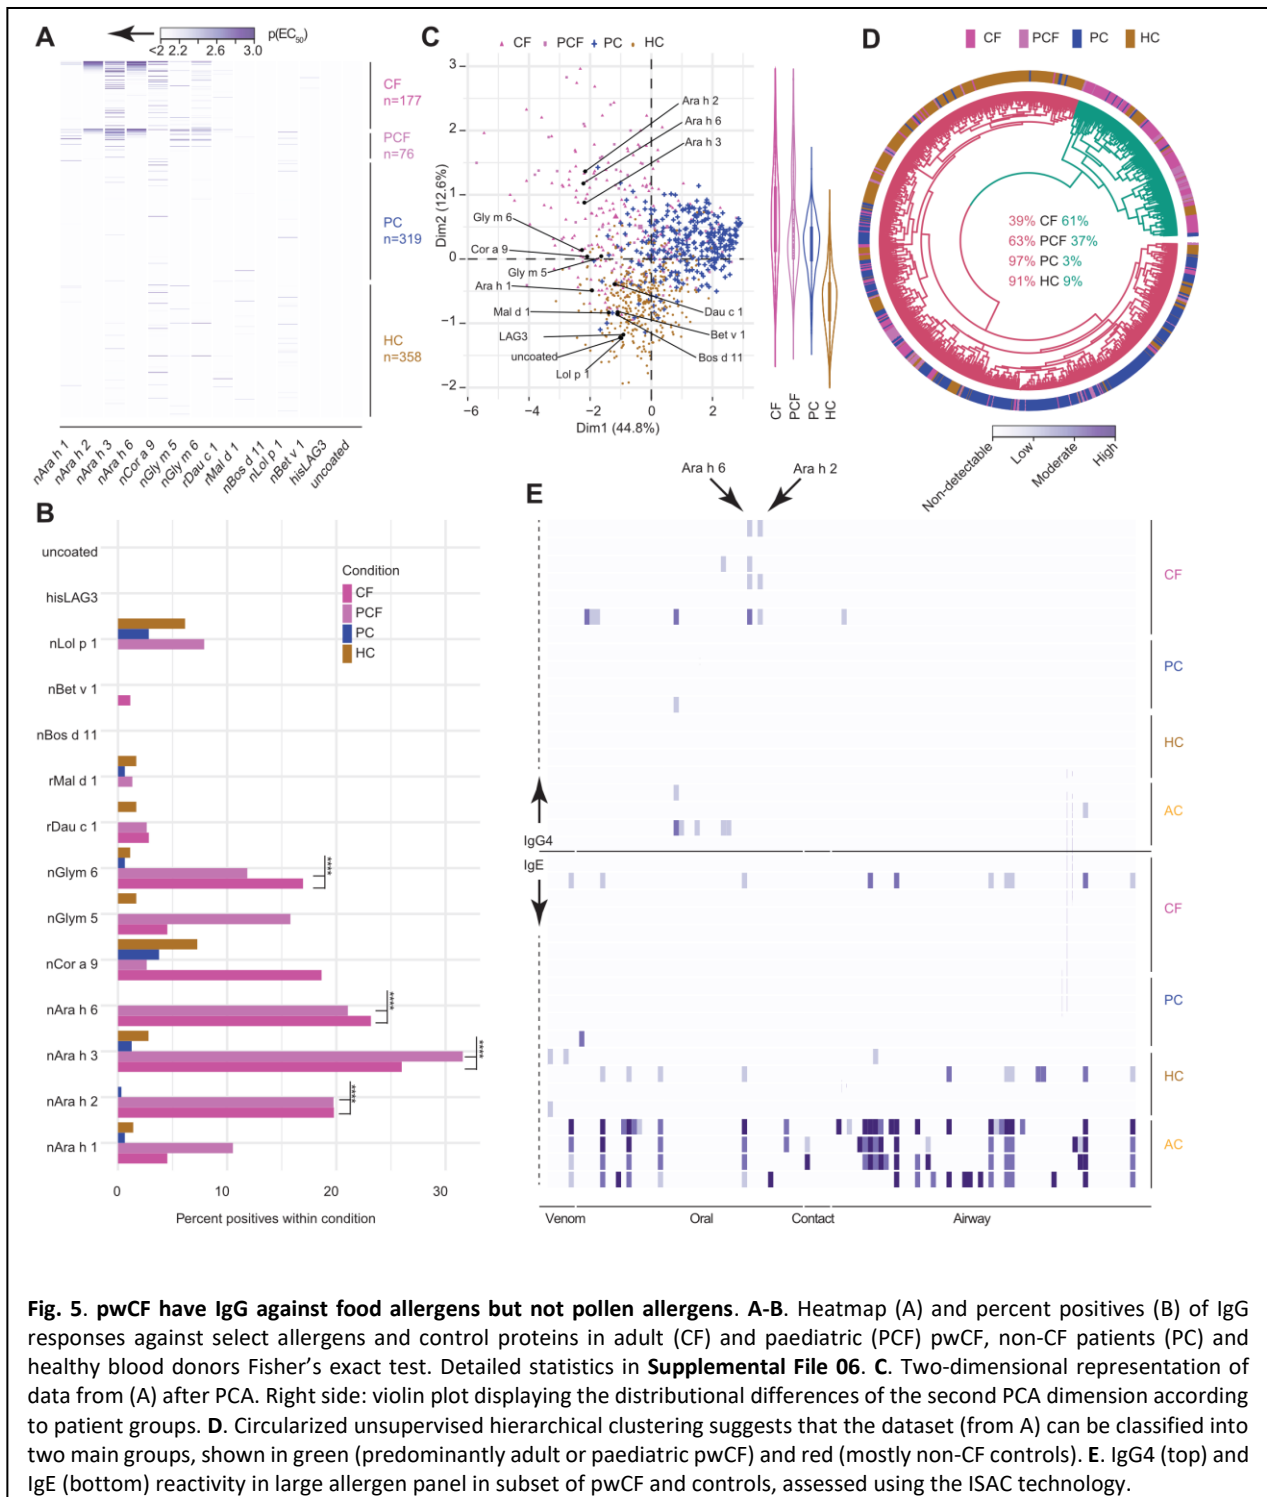 A
p(EC50)
<2 2.2 2.6 3.0
CF
n=177
PCF
n=76
PC
n=319
HC
n=358
nAra h 1
nAra h 2
nAra h 3
nAra h 6
nCor a 9
nGly m 5
nGly m 6
rDau c 1
rMal d 1
nBos d 11
nLol p 1
nBet v 1
hisLAG3
uncoated
C
CF PCF PC HC
3
2
1
0
−1
−2
Dim2 (12.6%)
Ara h 2
Ara h 6
Ara h 3
Gly m 6
Cor a 9
Gly m 5
Ara h 1
Mal d 1
LAG3
uncoated
Lol p 1
Dau c 1
Bet v 1
Bos d 11
−6 −4 −2 0 2
Dim1 (44.8%)
CF
PCF
PC
HC
D
CF PCF PC HC
39% CF 61%
63% PCF 37%
97% PC 3%
91% HC 9%
Non-detectable
Low
Moderate
High
B
uncoated
hisLAG3
nLol p 1
nBet v 1
nBos d 11
rMal d 1
rDau c 1
nGlym 6
nGlym 5
nCor a 9
nAra h 6
nAra h 3
nAra h 2
nAra h 1
Condition
CF
PCF
PC
HC
****
****
****
****
0 10 20 30
Percent positives within condition
E
Ara h 6
Ara h 2
CF
PC
HC
AC
IgG4
IgE
CF
PC
HC
AC
Venom Oral Contact Airway
Fig. 5. pwCF have IgG against food allergens but not pollen allergens. A-B. Heatmap (A) and percent positives (B) of IgG
responses against select allergens and control proteins in adult (CF) and paediatric (PCF) pwCF, non-CF patients (PC) and
healthy blood donors Fisher's exact test. Detailed statistics in Supplemental File 06. C. Two-dimensional representation of
data from (A) after PCA. Right side: violin plot displaying the distributional differences of the second PCA dimension according
to patient groups. D. Circularized unsupervised hierarchical clustering suggests that the dataset (from A) can be classified into
two main groups, shown in green (predominantly adult or paediatric pwCF) and red (mostly non-CF controls). E. IgG4 (top) and
IgE (bottom) reactivity in large allergen panel in subset of pwCF and controls, assessed using the ISAC technology.